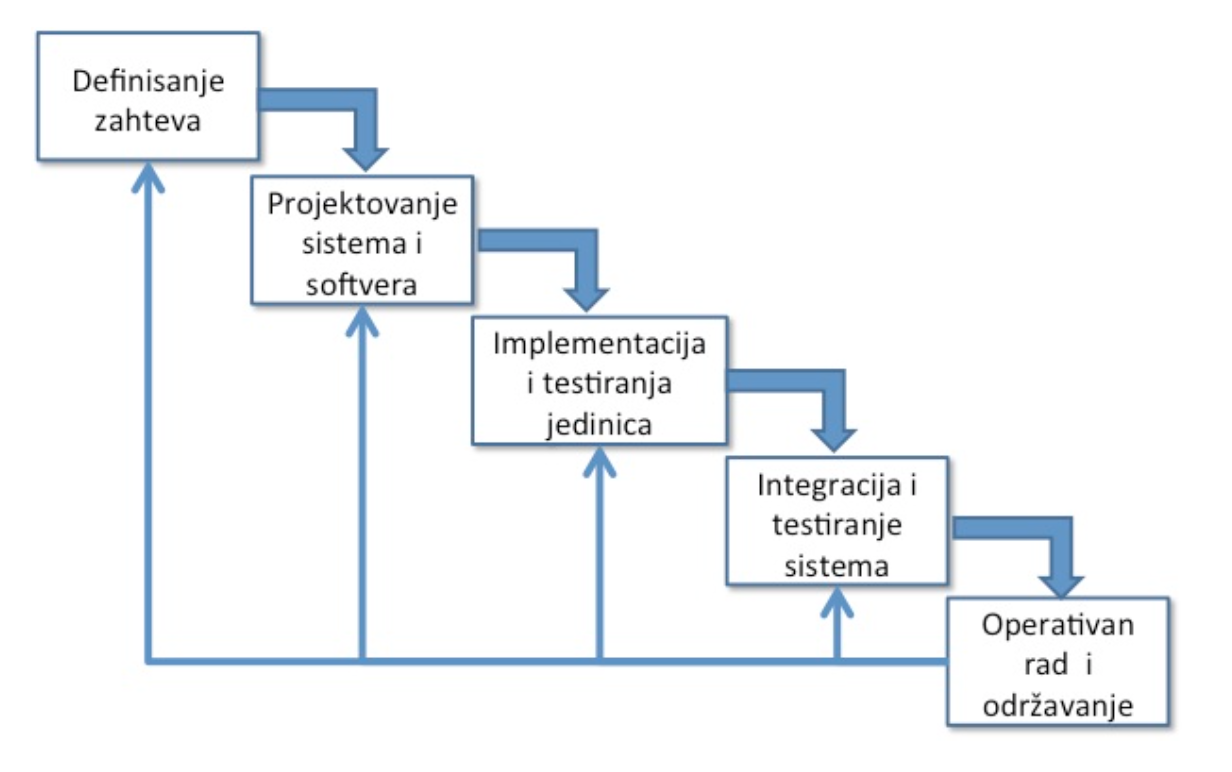 Definisanje
zahteva
Projektovanje
sistema i
softvera
Implementacija
i testiranja
jedinica
Integracija i
testiranje
sistema
Operativan
rad i
održavanje